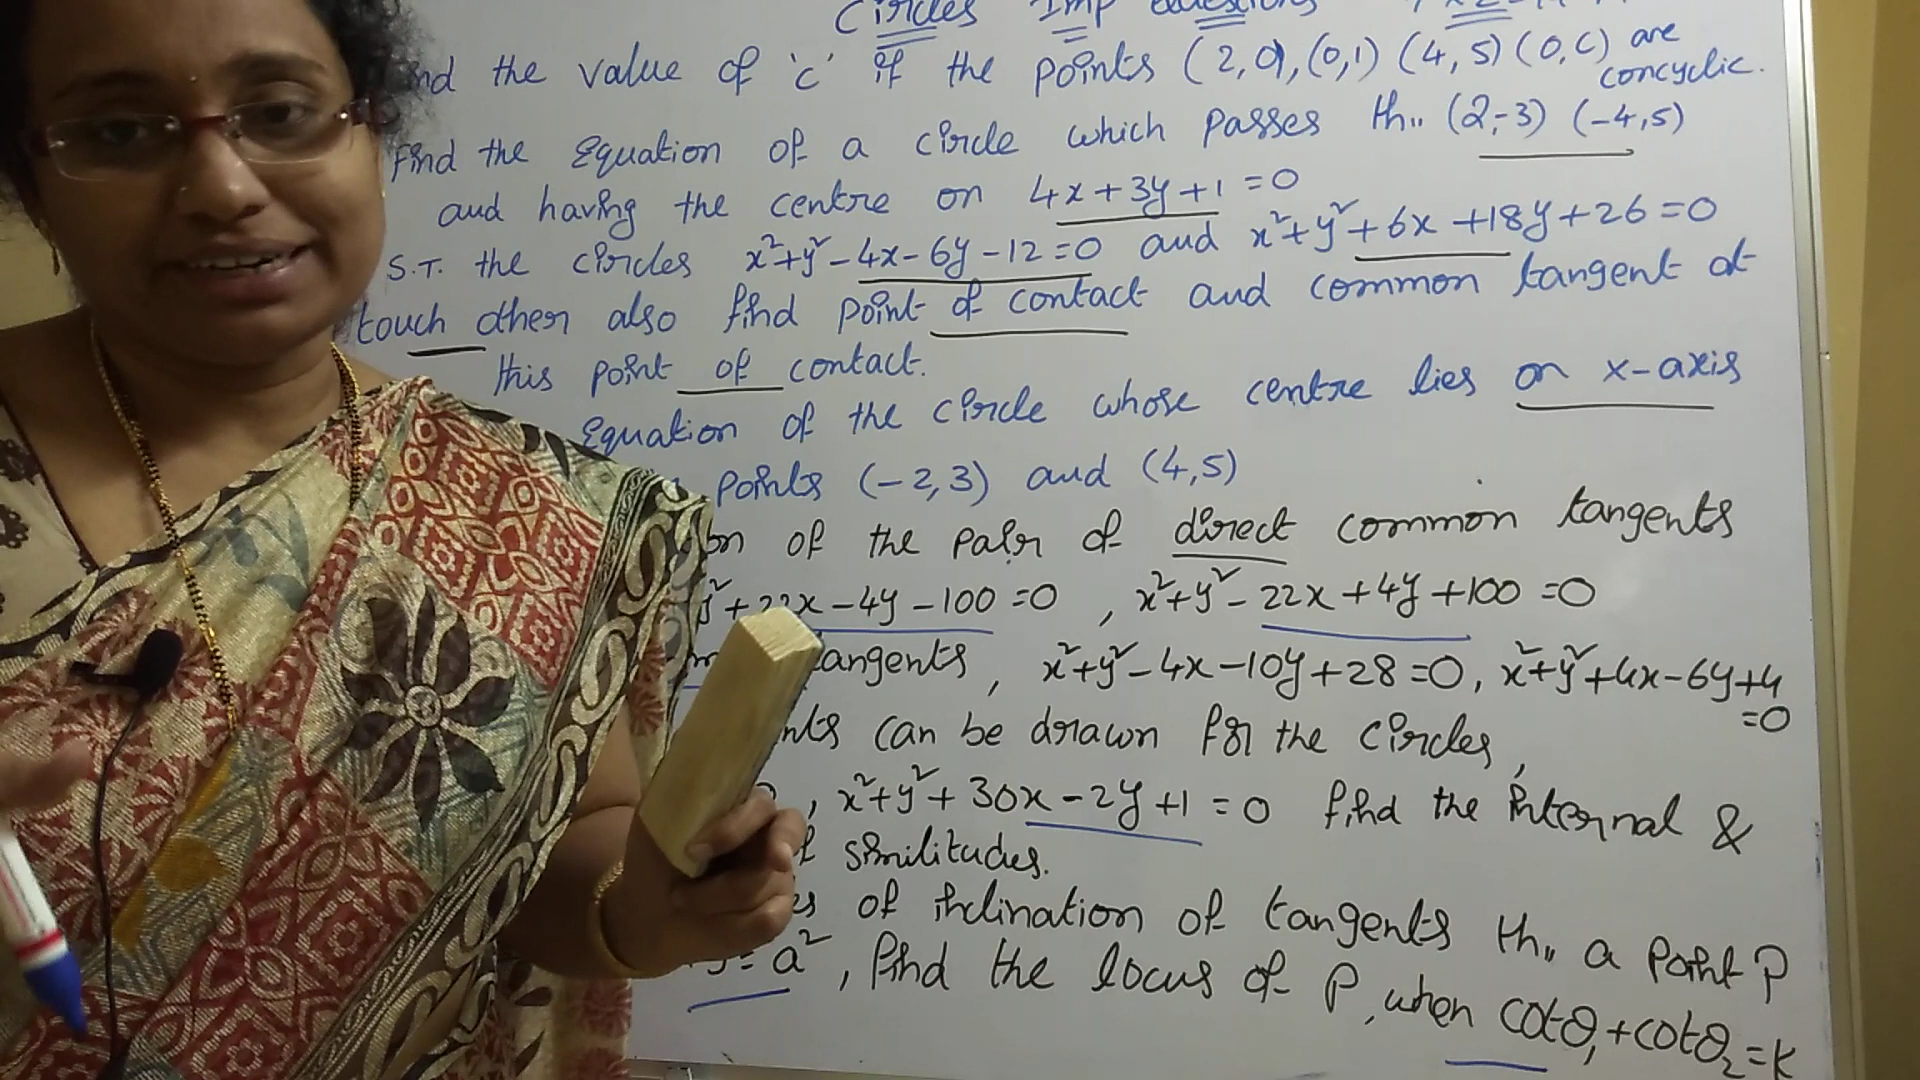 Circles Imp Questions
the value of 'c' if the points (2,0), (0,1) (4,5) (0,c) are concyclic.
Find the Equation of a circle which passes th,, (2,-3) (-4,5)
and having the centre on 4x+3y+1=0
S.T. the circles x²+y²-4x-6y-12=0 and x²+y²+6x+18y+26=0
touch other also find point of contact and common tangent at
this point of contact.
Equation of the circle whose centre lies on x-axis
points (-2,3) and (4,5)
of the pair of direct common tangents
y²+22x-4y-100=0, x²+y²-22x+4y+100=0
tangents, x²+y²-4x-10y+28=0, x²+y²+4x-6y+4=0
can be drawn for the circles,
, x²+y²+30x-2y+1=0 find the internal &
similitudes.
of inclination of tangents th,, a point P
= a², find the locus of P, when cotθ₁+cotθ₂=k